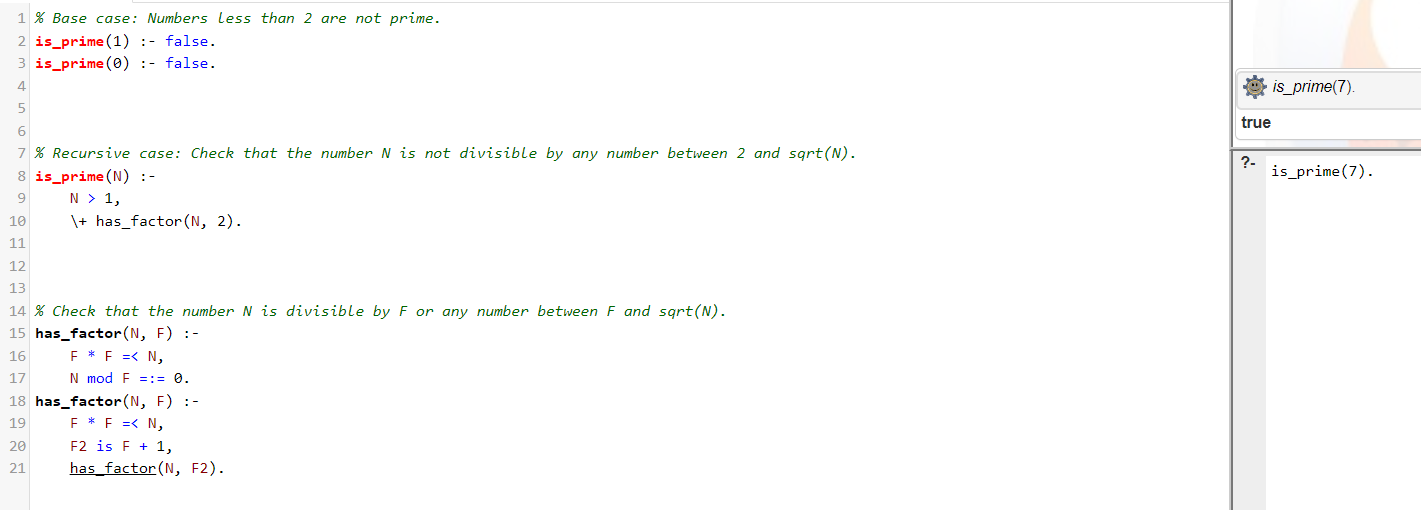 1 % Base case: Numbers less than 2 are not prime.
2 is_prime(1) :- false.
3 is_prime(0) :- false.
4
5
6
7 % Recursive case: Check that the number N is not divisible by any number between 2 and sqrt(N).
8 is_prime(N) :-
9     N > 1,
10     \+ has_factor(N, 2).
11
12
13
14 % Check that the number N is divisible by F or any number between F and sqrt(N).
15 has_factor(N, F) :-
16     F * F =< N,
17     N mod F =:= 0.
18 has_factor(N, F) :-
19     F * F =< N,
20     F2 is F + 1,
21     has_factor(N, F2).
is_prime(7).
true
?- is_prime(7).